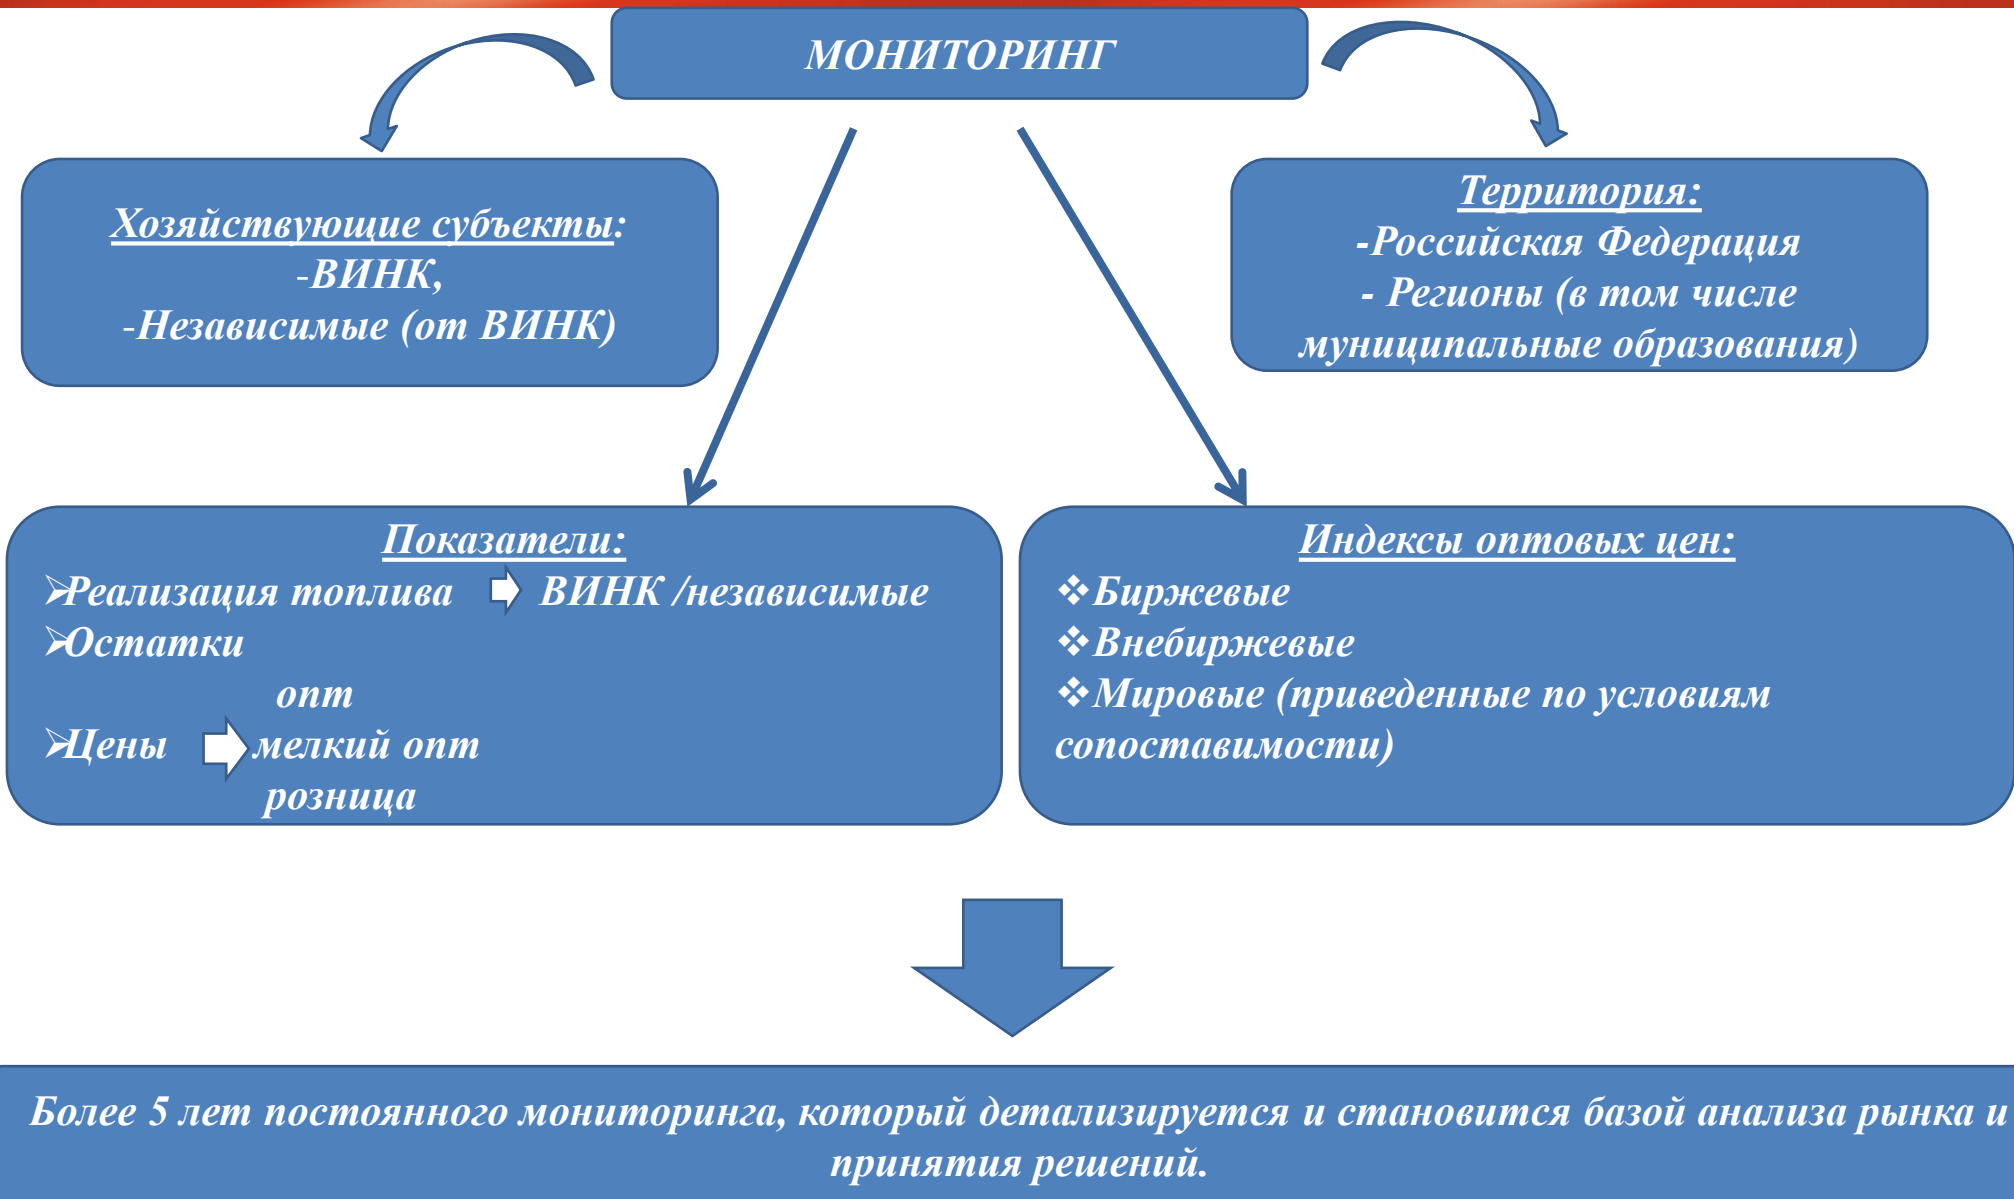 МОНИТОРИНГ
Хозяйствующие субъекты:
-ВИНК,
-Независимые (от ВИНК)
Территория:
-Российская Федерация
- Регионы (в том числе
муниципальные образования)
Показатели:
Реализация топлива ВИНК /независимые
Остатки
опт
Цены мелкий опт
розница
Индексы оптовых цен:
Биржевые
Внебиржевые
Мировые (приведенные по условиям
сопоставимости)
Более 5 лет постоянного мониторинга, который детализируется и становится базой анализа рынка и
принятия решений.